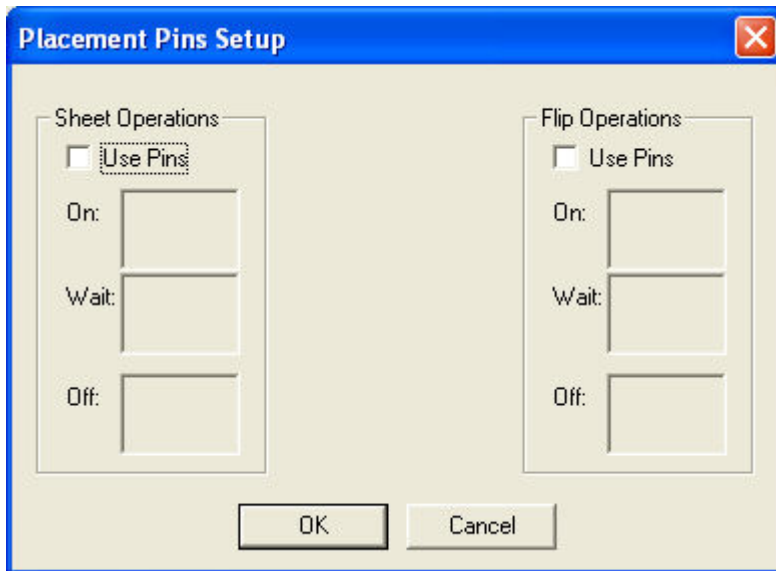 Placement Pins Setup
Sheet Operations
Use Pins
On:
Wait:
Off:
Flip Operations
Use Pins
On:
Wait:
Off:
OK
Cancel